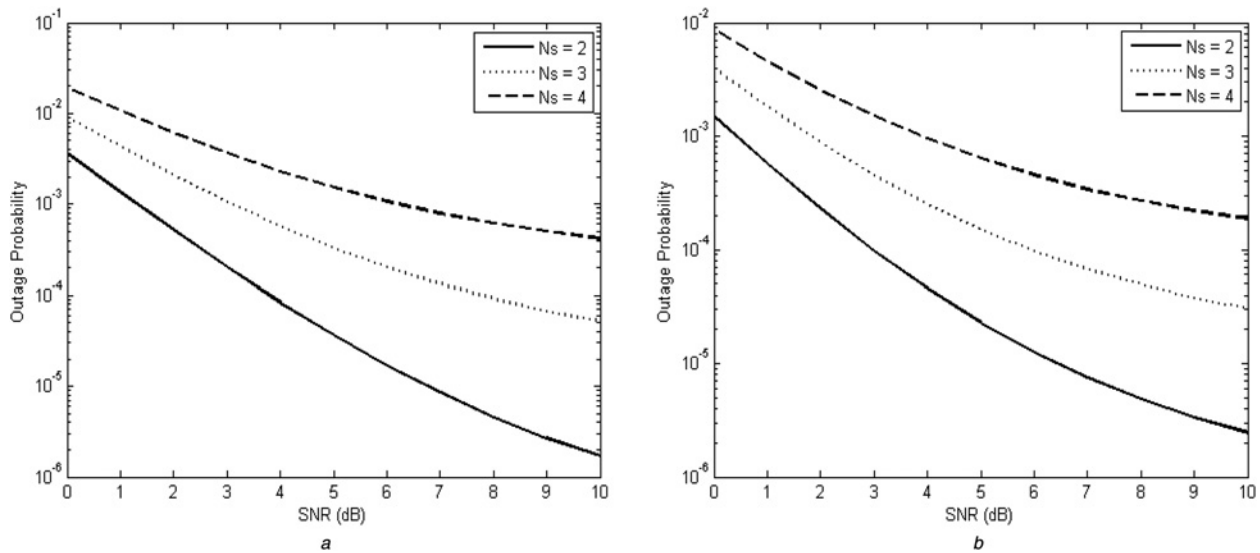 10^-1
10^-2
10^-3
10^-4
10^-5
10^-6
Outage Probability
Ns = 2
Ns = 3
Ns = 4
0 1 2 3 4 5 6 7 8 9 10
SNR (dB)
a
10^-2
10^-3
10^-4
10^-5
10^-6
Outage Probability
Ns = 2
Ns = 3
Ns = 4
0 1 2 3 4 5 6 7 8 9 10
SNR (dB)
b